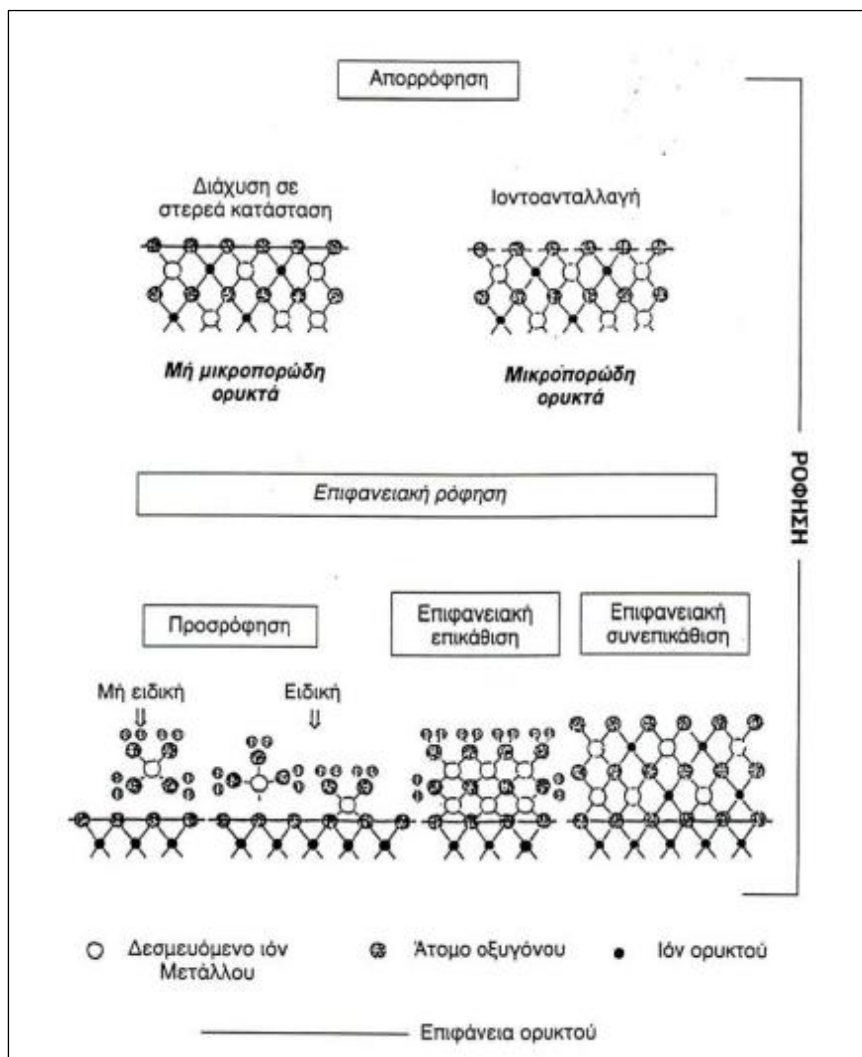 Απορρόφηση
Διάχυση σε
στερεά κατάσταση
Ιοντοανταλλαγή
Μή μικροπορώδη
ορυκτά
Μικροπορώδη
ορυκτά
ΡΟΦΗΣΗ
Επιφανειακή ρόφηση
Προσρόφηση
Επιφανειακή
επικάθιση
Επιφανειακή
συνεπικάθιση
Μή ειδική
Ειδική
Δεσμευόμενο ιόν
Μετάλλου
Άτομο οξυγόνου
Ιόν ορυκτού
Επιφάνεια ορυκτού